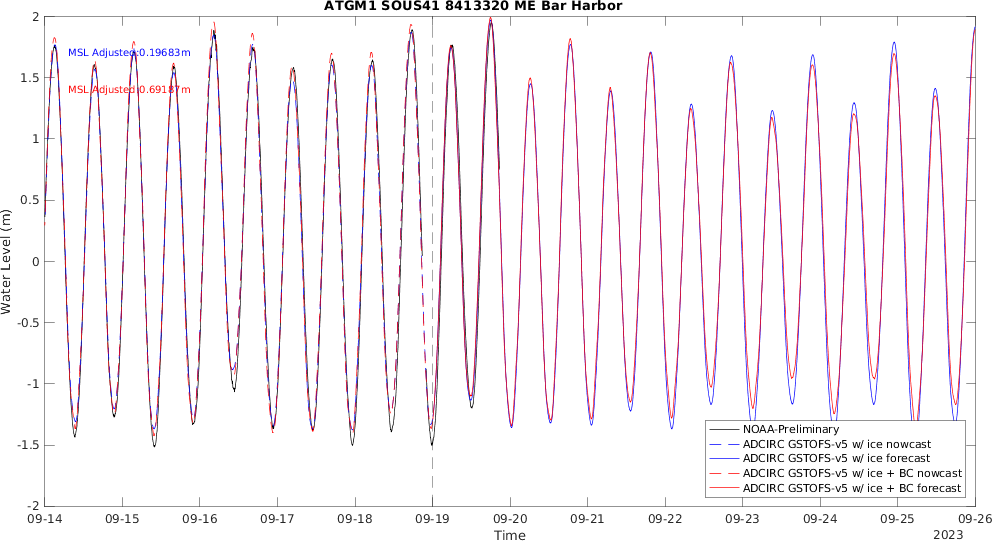 ATGM1 SOUS41 8413320 ME Bar Harbor
MSL Adjusted:0.19683m
MSL Adjusted:0.69187m
Water Level (m)
2
1.5
1
0.5
0
-0.5
-1
-1.5
-2
NOAA-Preliminary
ADCIRC GSTOFS-v5 w/ ice nowcast
ADCIRC GSTOFS-v5 w/ ice forecast
ADCIRC GSTOFS-v5 w/ ice + BC nowcast
ADCIRC GSTOFS-v5 w/ ice + BC forecast
09-14 09-15 09-16 09-17 09-18 09-19 09-20 09-21 09-22 09-23 09-24 09-25 09-26
Time
2023